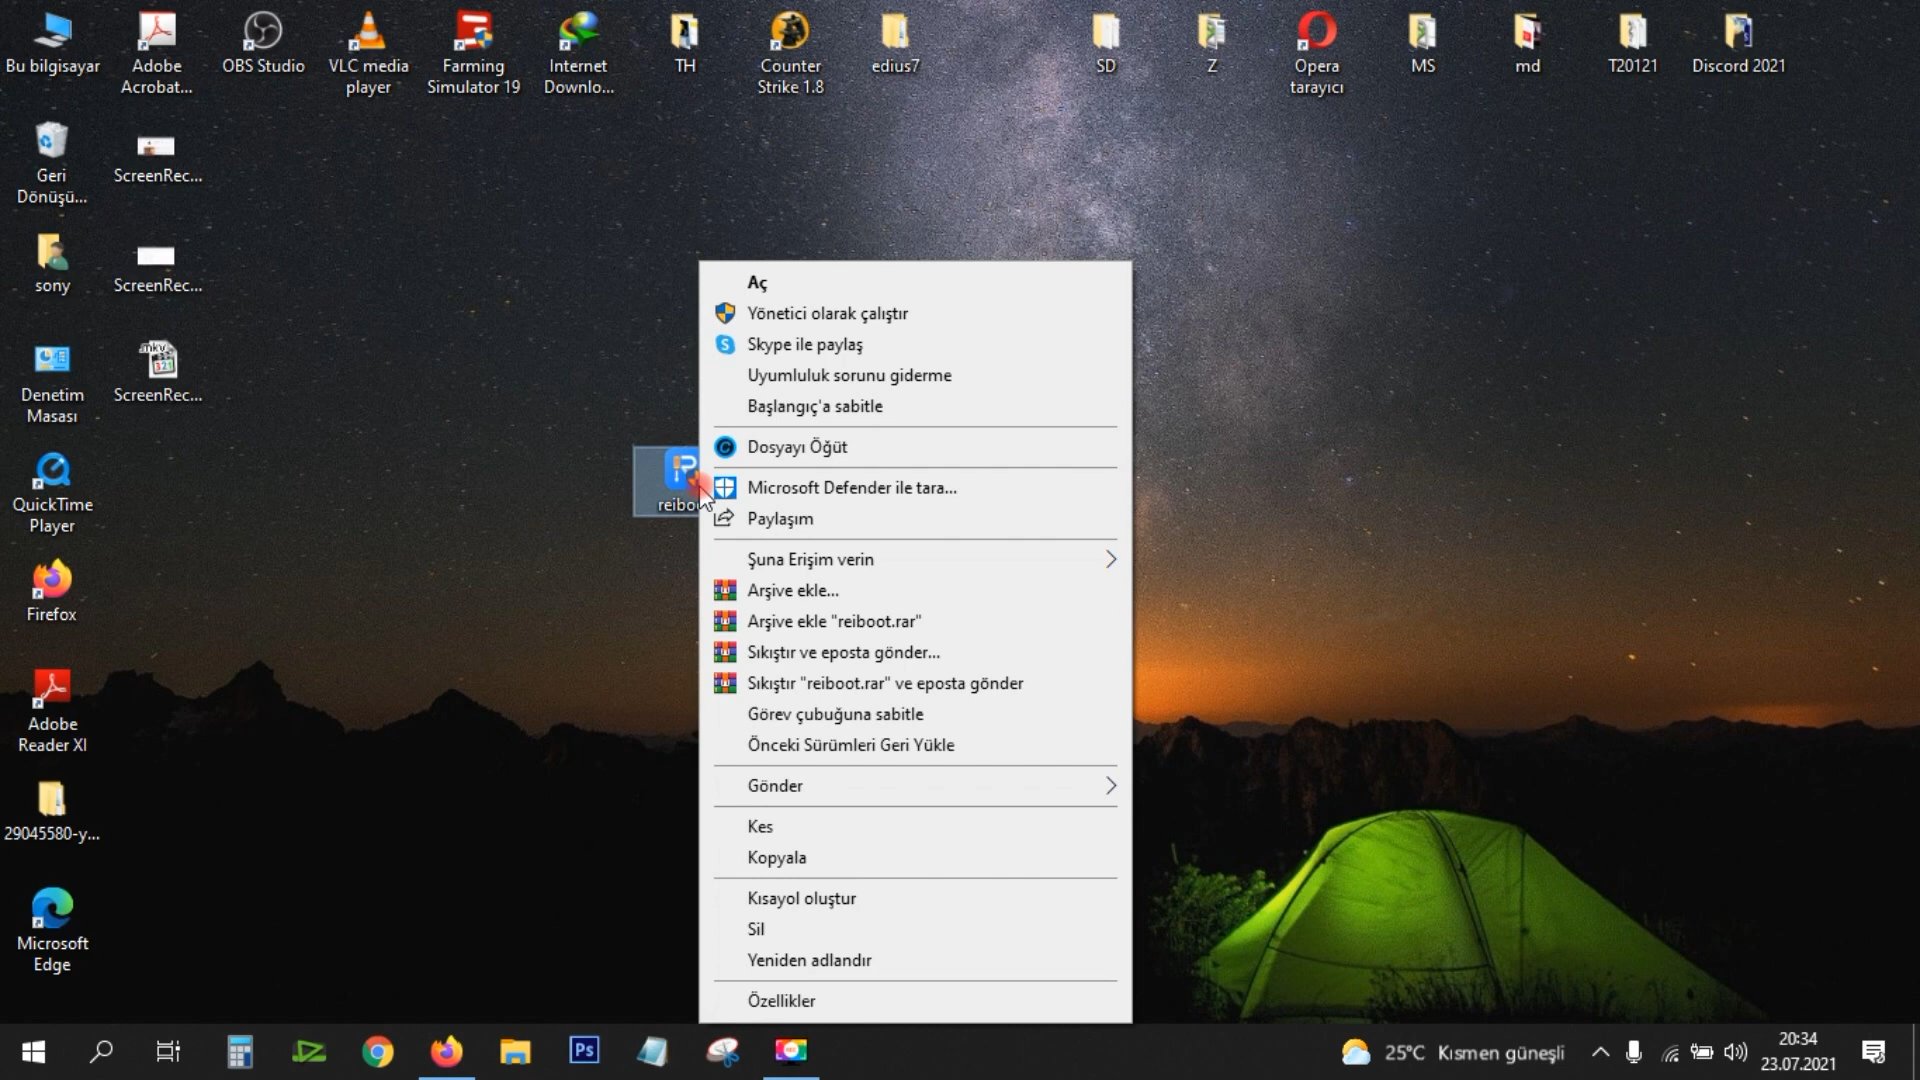 Bu bilgisayar
Adobe
Acrobat...
OBS Studio
VLC media
player
Farming
Simulator 19
Internet
Downlo...
TH
Counter
Strike 1.8
edius7
SD
Z
Opera
tarayıcı
MS
md
T20121
Discord 2021
Geri
Dönüşü...
ScreenRec...
sony
ScreenRec...
Denetim
Masası
mkv
321
ScreenRec...
QuickTime
Player
Firefox
Adobe
Reader XI
29045580-y...
Microsoft
Edge
Aç
Yönetici olarak çalıştır
Skype ile paylaş
Uyumluluk sorunu giderme
Başlangıç'a sabitle
Dosyayı Öğüt
Microsoft Defender ile tara...
Paylaşım
Şuna Erişim verin
Arşive ekle...
Arşive ekle "reiboot.rar"
Sıkıştır ve eposta gönder...
Sıkıştır "reiboot.rar" ve eposta gönder
Görev çubuğuna sabitle
Önceki Sürümleri Geri Yükle
Gönder
Kes
Kopyala
Kısayol oluştur
Sil
Yeniden adlandır
Özellikler
Ps
25°C Kısmen güneşli
20:34
23.07.2021